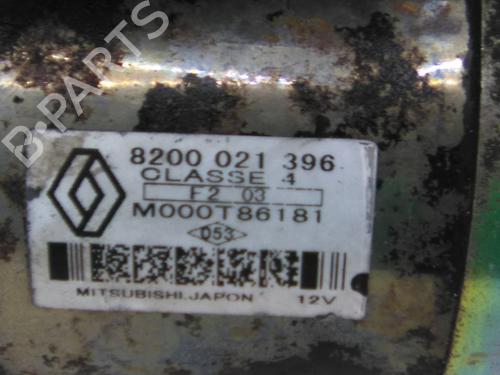 B-PARTS
8200 021 396
CLASSE 4
F2 03
M000T86181
D53
MITSUBISHI.JAPON 12V